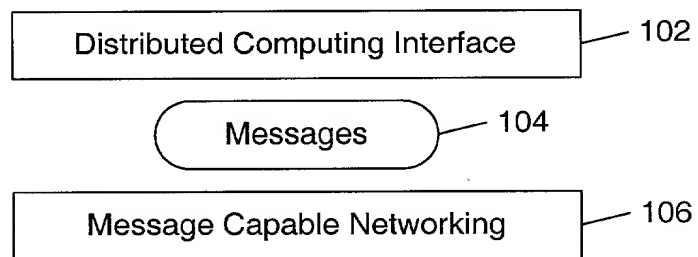 Distributed Computing Interface 102
Messages 104
Message Capable Networking 106